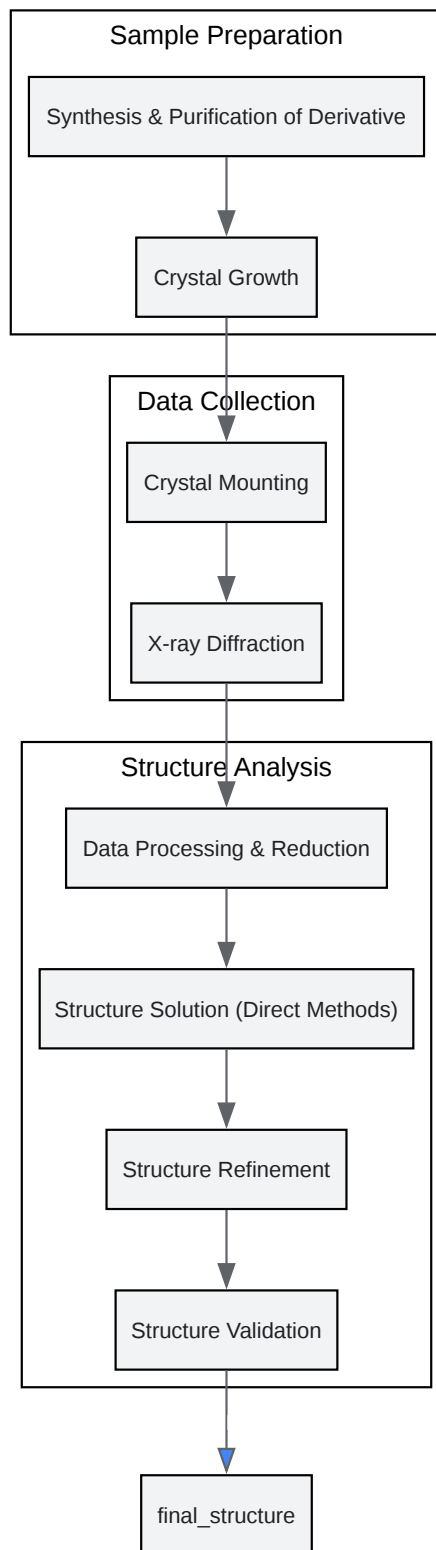 Sample Preparation
Synthesis & Purification of Derivative
Crystal Growth
Data Collection
Crystal Mounting
X-ray Diffraction
Structure Analysis
Data Processing & Reduction
Structure Solution (Direct Methods)
Structure Refinement
Structure Validation
final_structure